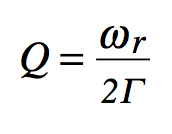 Q = ω_r / 2Γ